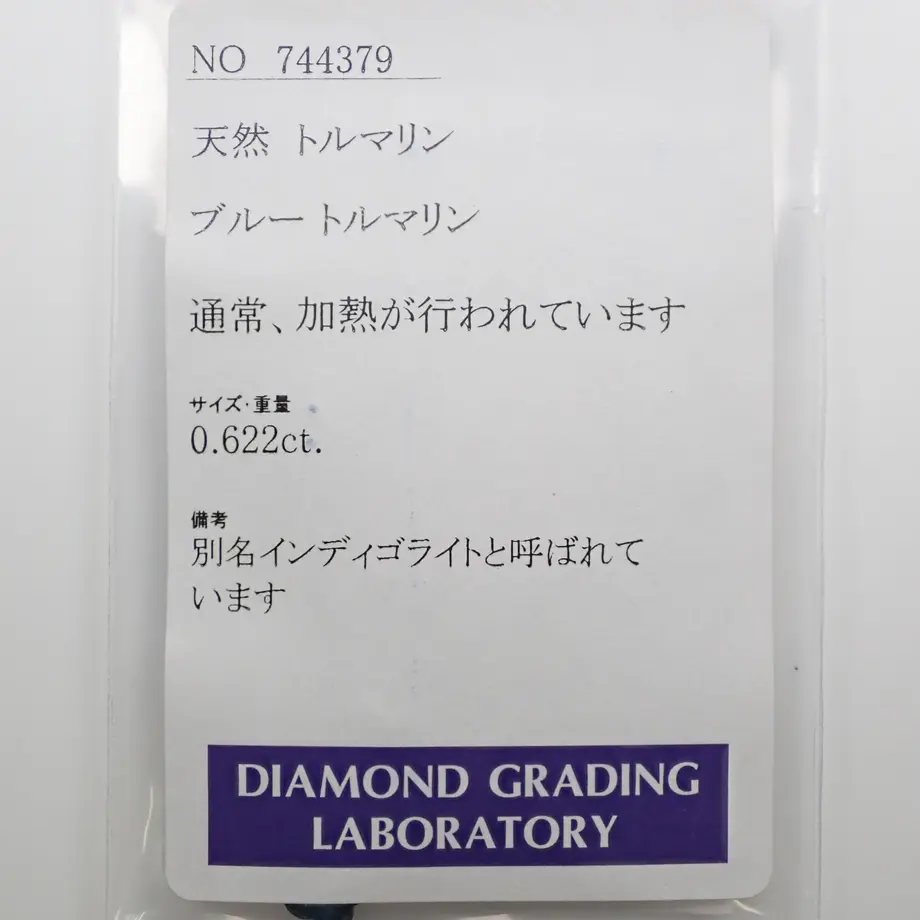 NO 744379
天然 トルマリン
ブルートルマリン
通常、加熱が行われています
サイズ・重量
0.622ct.
備考
別名インディゴライトと呼ばれて
います
DIAMOND GRADING
LABORATORY